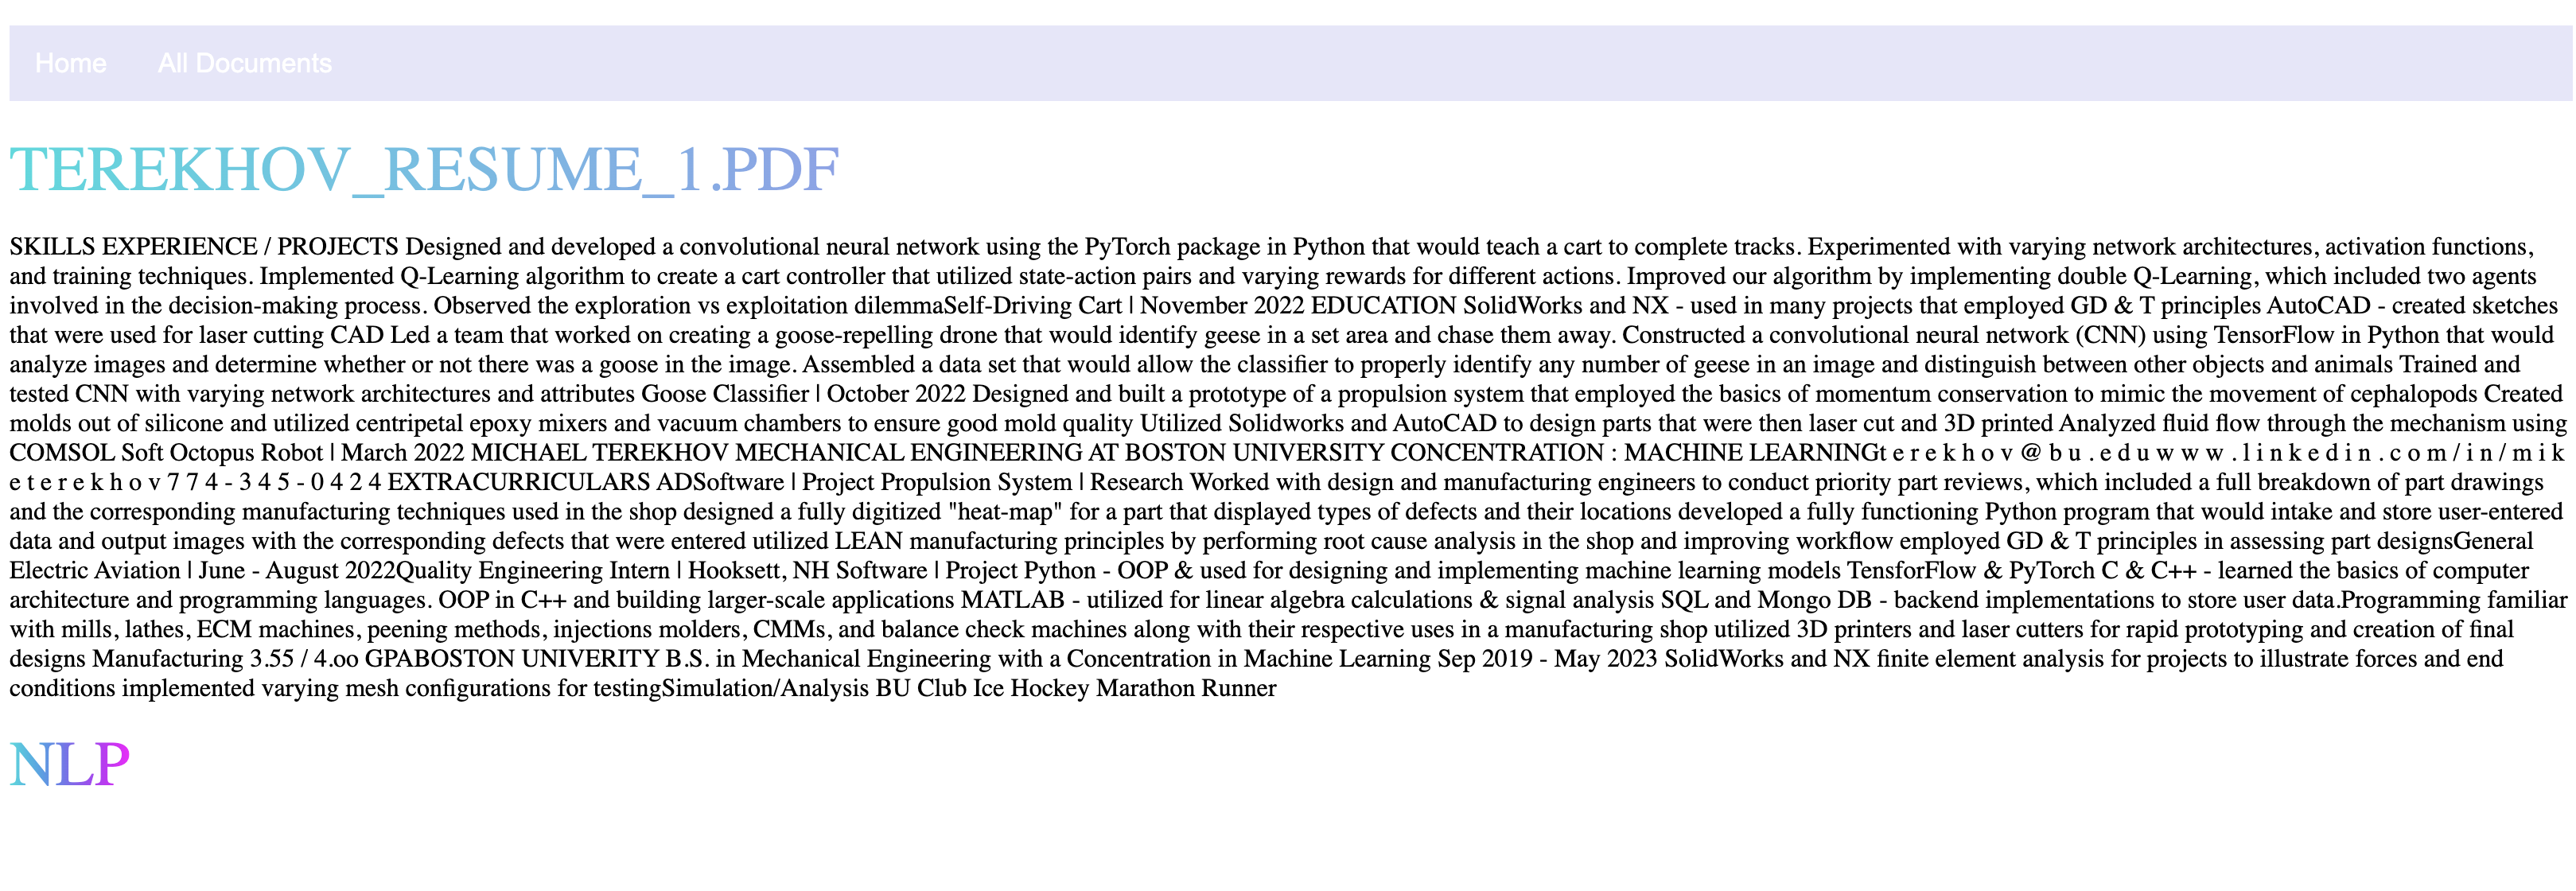 Home All Documents
TEREKHOV_RESUME_1.PDF
SKILLS EXPERIENCE / PROJECTS Designed and developed a convolutional neural network using the PyTorch package in Python that would teach a cart to complete tracks. Experimented with varying network architectures, activation functions,
and training techniques. Implemented Q-Learning algorithm to create a cart controller that utilized state-action pairs and varying rewards for different actions. Improved our algorithm by implementing double Q-Learning, which included two agents
involved in the decision-making process. Observed the exploration vs exploitation dilemmaSelf-Driving Cart | November 2022 EDUCATION SolidWorks and NX - used in many projects that employed GD & T principles AutoCAD - created sketches
that were used for laser cutting CAD Led a team that worked on creating a goose-repelling drone that would identify geese in a set area and chase them away. Constructed a convolutional neural network (CNN) using TensorFlow in Python that would
analyze images and determine whether or not there was a goose in the image. Assembled a data set that would allow the classifier to properly identify any number of geese in an image and distinguish between other objects and animals Trained and
tested CNN with varying network architectures and attributes Goose Classifier | October 2022 Designed and built a prototype of a propulsion system that employed the basics of momentum conservation to mimic the movement of cephalopods Created
molds out of silicone and utilized centripetal epoxy mixers and vacuum chambers to ensure good mold quality Utilized Solidworks and AutoCAD to design parts that were then laser cut and 3D printed Analyzed fluid flow through the mechanism using
COMSOL Soft Octopus Robot | March 2022 MICHAEL TEREKHOV MECHANICAL ENGINEERING AT BOSTON UNIVERSITY CONCENTRATION : MACHINE LEARNINGt e r e k h o v @ b u . e d u w w w . l i n k e d i n . c o m / i n / m i k
e t e r e k h o v 7 7 4 - 3 4 5 - 0 4 2 4 EXTRACURRICULARS ADSoftware | Project Propulsion System | Research Worked with design and manufacturing engineers to conduct priority part reviews, which included a full breakdown of part drawings
and the corresponding manufacturing techniques used in the shop designed a fully digitized "heat-map" for a part that displayed types of defects and their locations developed a fully functioning Python program that would intake and store user-entered
data and output images with the corresponding defects that were entered utilized LEAN manufacturing principles by performing root cause analysis in the shop and improving workflow employed GD & T principles in assessing part designsGeneral
Electric Aviation | June - August 2022Quality Engineering Intern | Hooksett, NH Software | Project Python - OOP & used for designing and implementing machine learning models TensforFlow & PyTorch C & C++ - learned the basics of computer
architecture and programming languages. OOP in C++ and building larger-scale applications MATLAB - utilized for linear algebra calculations & signal analysis SQL and Mongo DB - backend implementations to store user data.Programming familiar
with mills, lathes, ECM machines, peening methods, injections molders, CMMs, and balance check machines along with their respective uses in a manufacturing shop utilized 3D printers and laser cutters for rapid prototyping and creation of final
designs Manufacturing 3.55 / 4.oo GPABOSTON UNIVERITY B.S. in Mechanical Engineering with a Concentration in Machine Learning Sep 2019 - May 2023 SolidWorks and NX finite element analysis for projects to illustrate forces and end
conditions implemented varying mesh configurations for testingSimulation/Analysis BU Club Ice Hockey Marathon Runner
NLP